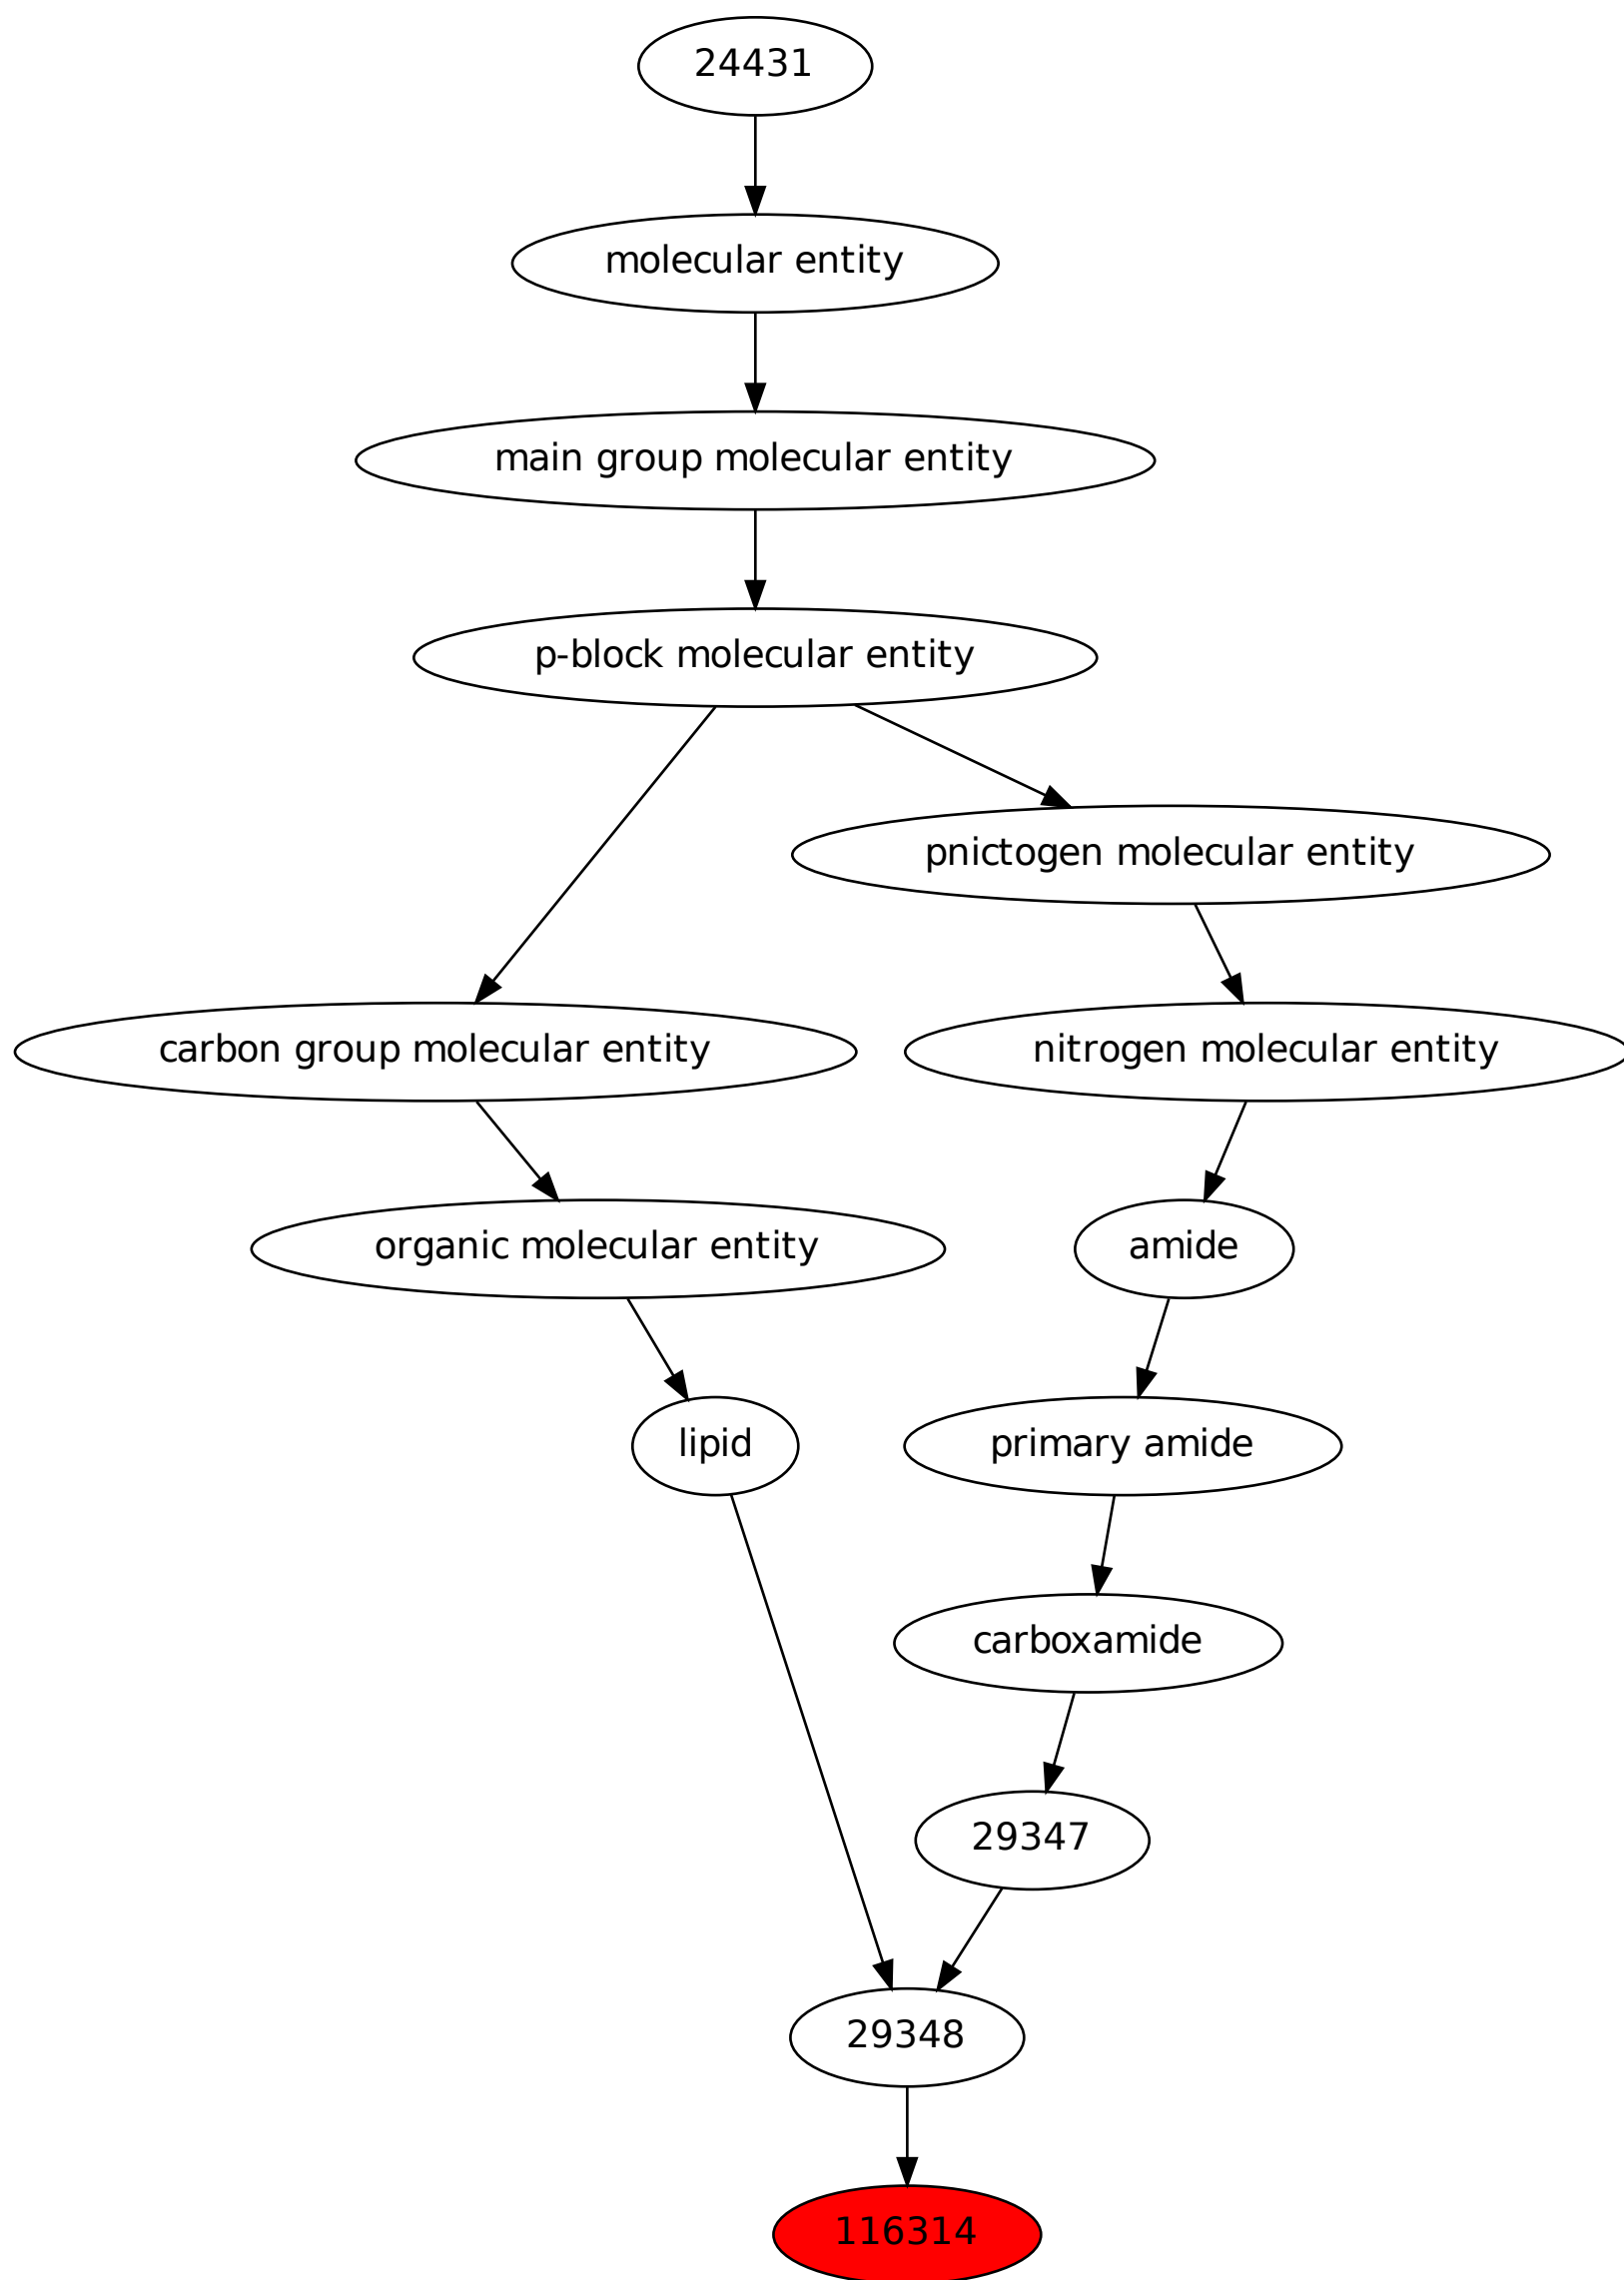 24431
molecular entity
main group molecular entity
p-block molecular entity
pnictogen molecular entity
carbon group molecular entity
nitrogen molecular entity
organic molecular entity
amide
lipid
primary amide
carboxamide
29347
29348
116314